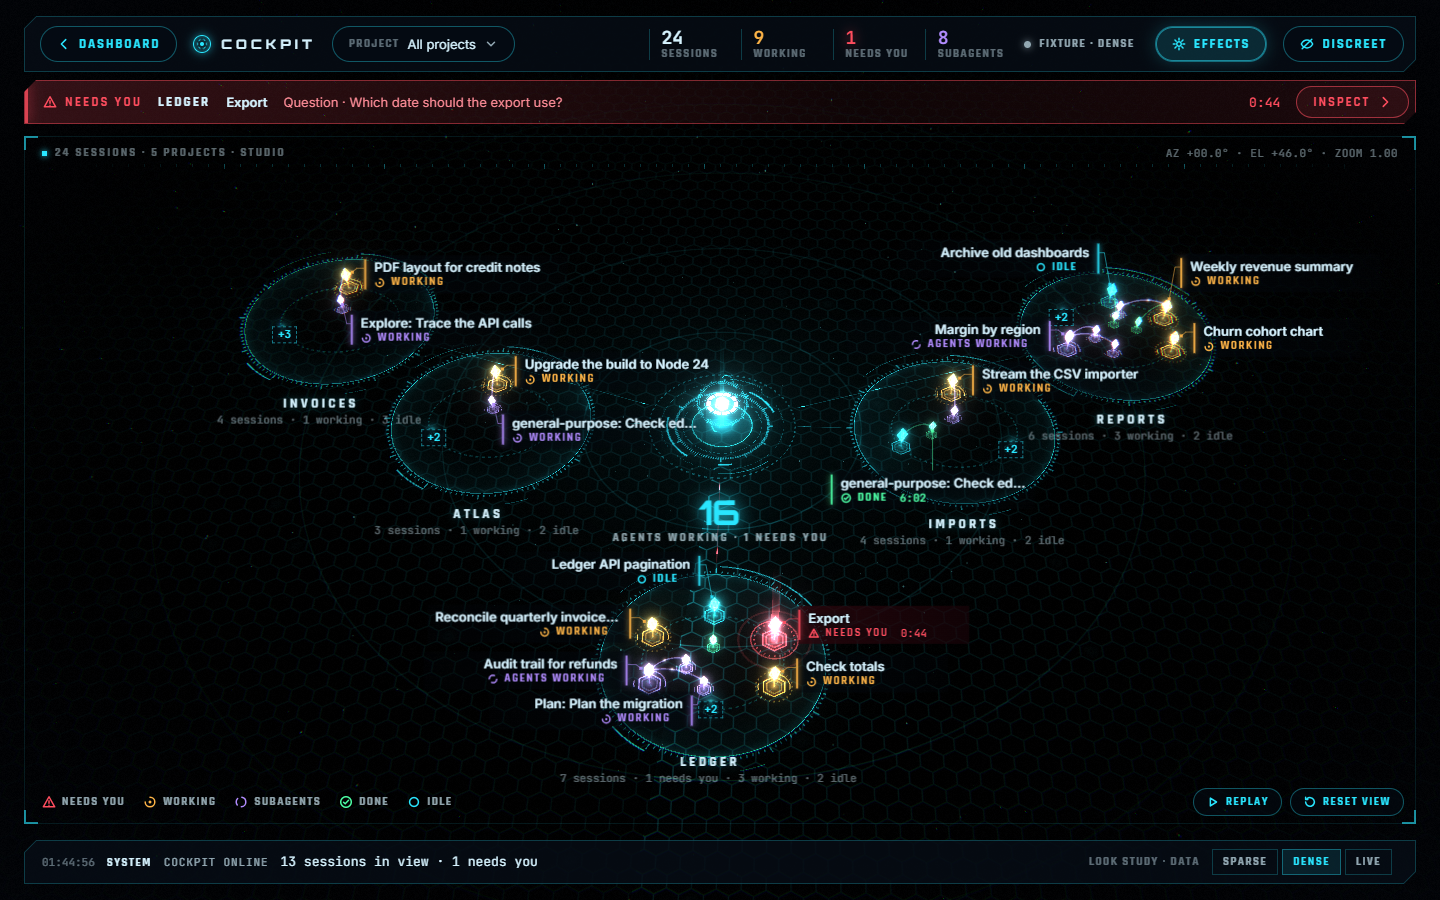 DASHBOARD
COCKPIT
PROJECT All projects
24 SESSIONS
9 WORKING
1 NEEDS YOU
8 SUBAGENTS
FIXTURE · DENSE
EFFECTS
DISCREET
NEEDS YOU LEDGER Export Question · Which date should the export use?
0:44
INSPECT
24 SESSIONS · 5 PROJECTS · STUDIO
AZ +00.0° · EL +46.0° · ZOOM 1.00
Archive old dashboards
IDLE
PDF layout for credit notes
WORKING
Weekly revenue summary
WORKING
+3
Explore: Trace the API calls
WORKING
+2
Margin by region
AGENTS WORKING
Churn cohort chart
WORKING
Upgrade the build to Node 24
WORKING
Stream the CSV importer
WORKING
INVOICES
4 sessions · 1 working · 3 idle
REPORTS
6 sessions · 3 working · 2 idle
general-purpose: Check ed...
WORKING
+2
+2
general-purpose: Check ed...
DONE 6:02
ATLAS
3 sessions · 1 working · 2 idle
16
AGENTS WORKING · 1 NEEDS YOU
IMPORTS
4 sessions · 1 working · 2 idle
Ledger API pagination
IDLE
Reconcile quarterly invoice...
WORKING
Export
NEEDS YOU 0:44
Audit trail for refunds
AGENTS WORKING
Check totals
WORKING
Plan: Plan the migration
WORKING
+2
LEDGER
7 sessions · 1 needs you · 3 working · 2 idle
NEEDS YOU
WORKING
SUBAGENTS
DONE
IDLE
REPLAY
RESET VIEW
01:44:56 SYSTEM COCKPIT ONLINE 13 sessions in view · 1 needs you
LOOK STUDY · DATA
SPARSE
DENSE
LIVE